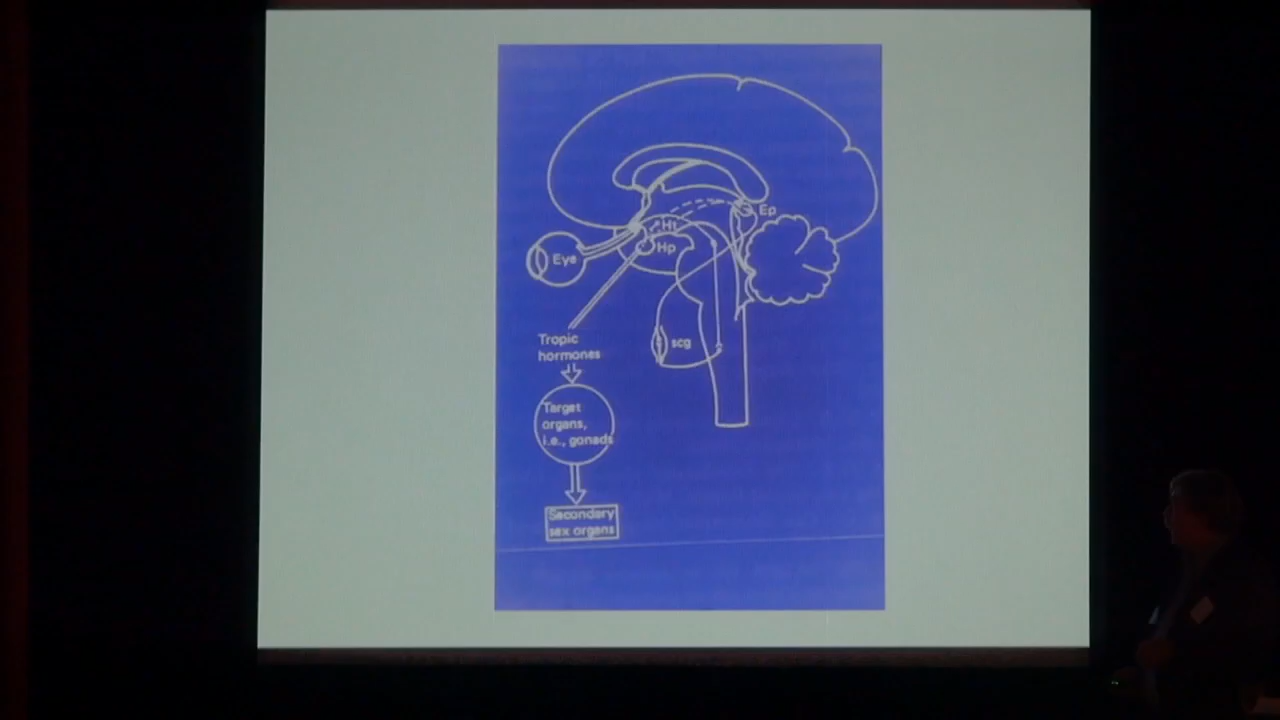 Ep
Ht
Hp
Eye
scg
Tropic
hormones
Target
organs,
i.e., gonads
Secondary
sex organs